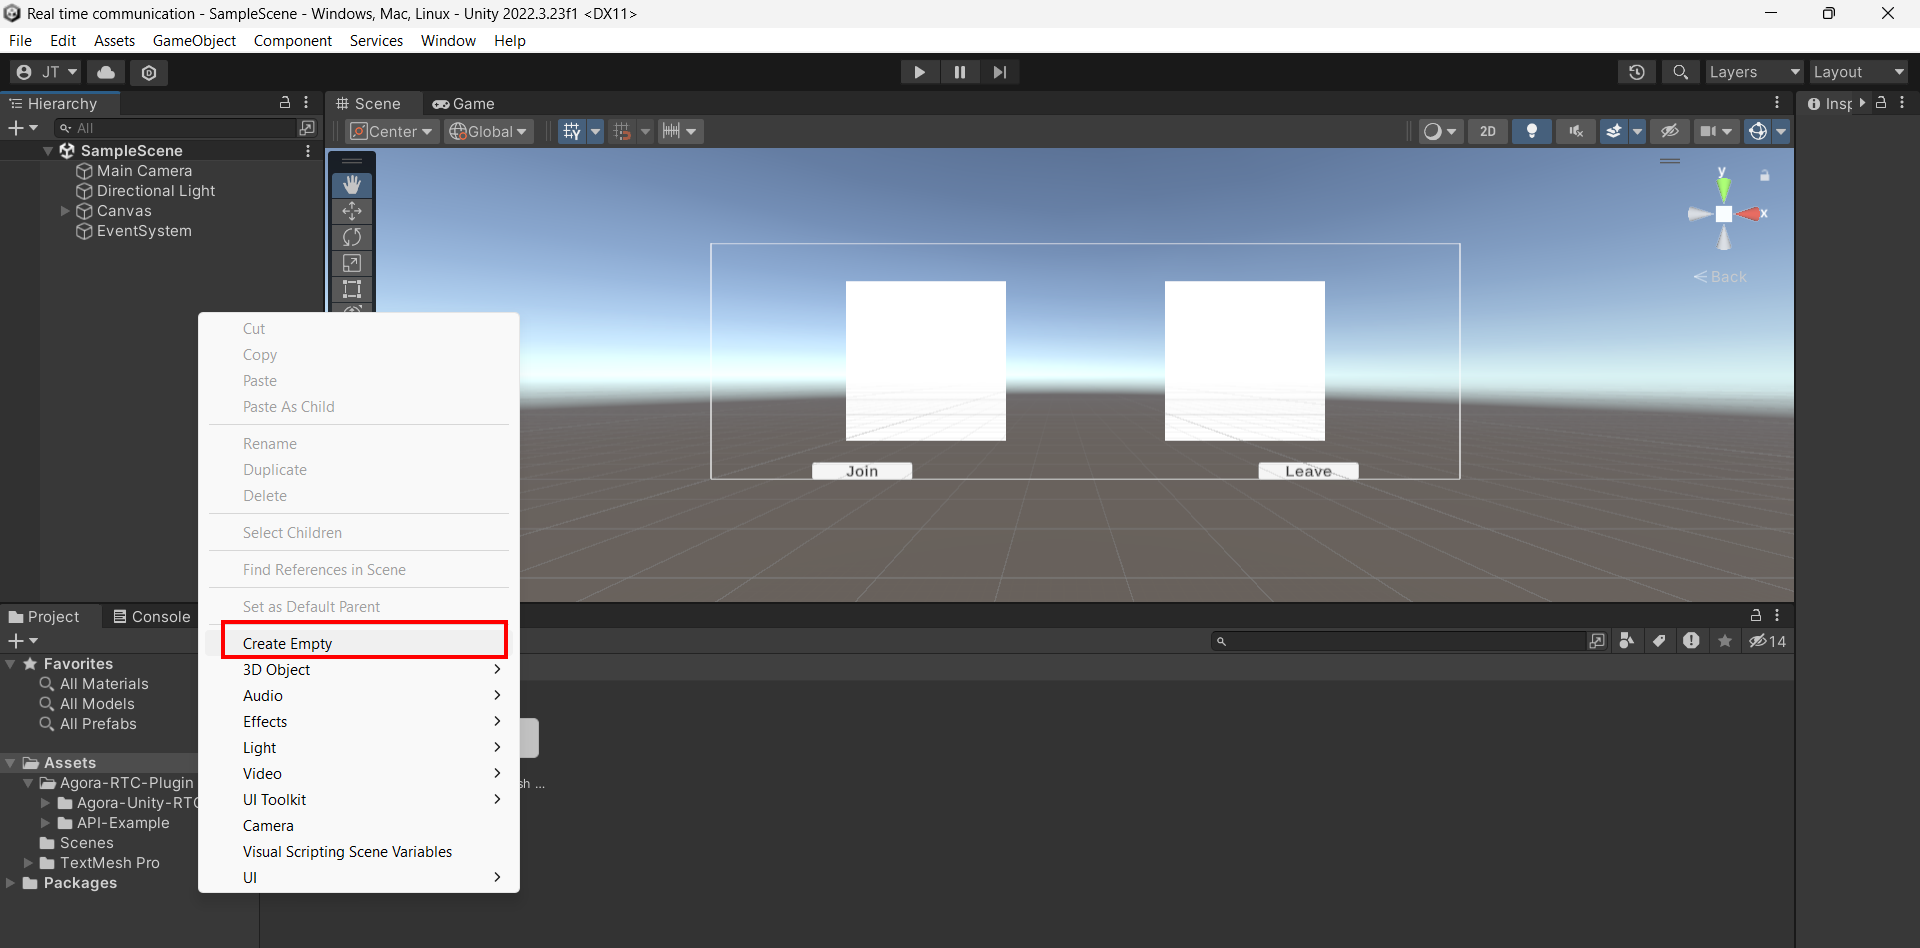 Real time communication - SampleScene - Windows, Mac, Linux - Unity 2022.3.23f1 <DX11>
File Edit Assets GameObject Component Services Window Help
JT
Layers
Layout
Hierarchy
Scene
Game
Insp
All
Center
Global
2D
SampleScene
Main Camera
Directional Light
Canvas
EventSystem
y
x
Back
Join
Leave
Cut
Copy
Paste
Paste As Child
Rename
Duplicate
Delete
Select Children
Find References in Scene
Set as Default Parent
Create Empty
3D Object
Audio
Effects
Light
Video
UI Toolkit
Camera
Visual Scripting Scene Variables
UI
Project
Console
14
Favorites
All Materials
All Models
All Prefabs
Assets
Agora-RTC-Plugin
Agora-Unity-RTC
API-Example
Scenes
TextMesh Pro
Packages
sh ...